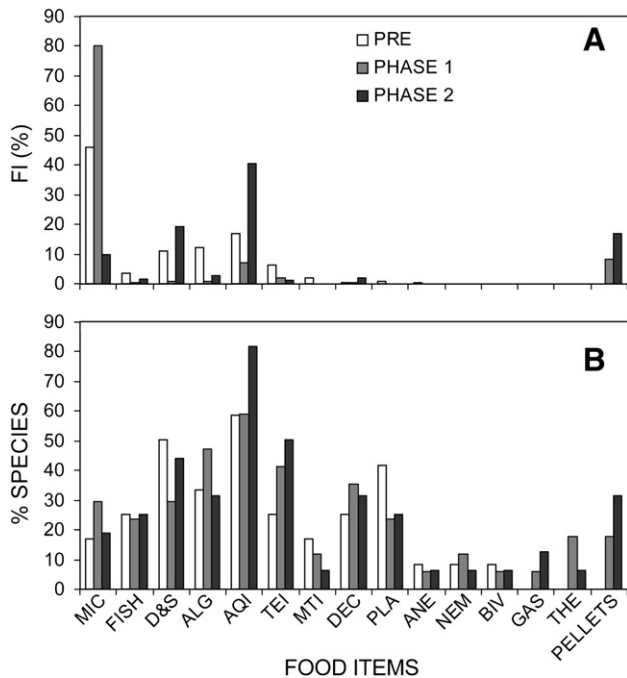 90
80
70
60
50
40
30
20
10
0
FI (%)
PRE
PHASE 1
PHASE 2
A
90
80
70
60
50
40
30
20
10
0
% SPECIES
B
MIC
FISH
D&S
ALG
AQI
TEI
MTI
DEC
PLA
ANE
NEM
BIV
GAS
THE
PELLETS
FOOD ITEMS